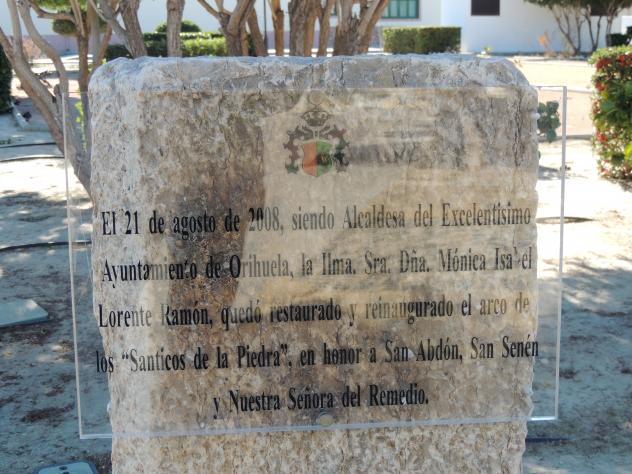 El 21 de agosto de 2008, siendo Alcaldesa del Excelentísimo
Ayuntamiento de Orihuela, la Ilma. Sra. Dña. Mónica Isabel
Lorente Ramón, quedó restaurado y reinaugurado el arco de
los "Santicos de la Piedra", en honor a San Abdón, San Senén
y Nuestra Señora del Remedio.